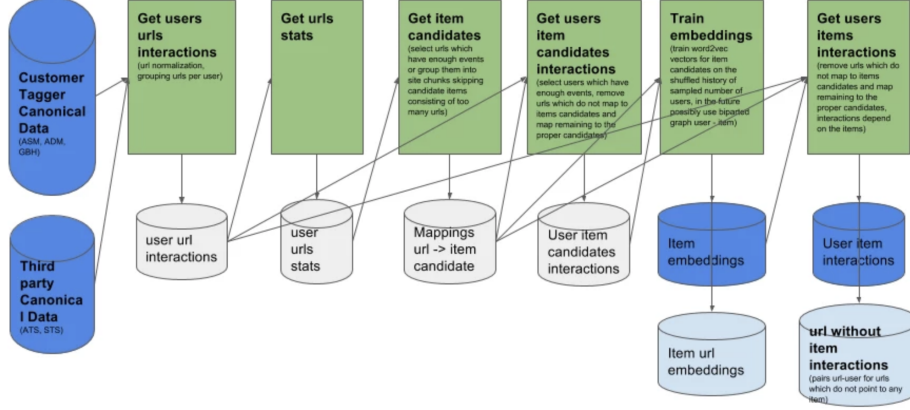 Customer
Tagger
Canonical
Data
(ASM, ADM,
GBH)
Third
party
Canonica
l Data
(ATS, STS)
Get users
urls
interactions
(url normalization,
grouping urls per user)
Get urls
stats
Get item
candidates
(select urls which
have enough events
or group them into
site chunks skipping
candidate items
consisting of too
many urls)
Get users
item
candidates
interactions
(select users which have
enough events, remove
urls which do not map to
items candidates and
map remaining to the
proper candidates)
Train
embeddings
(train word2vec
vectors for item
candidates on the
shuffled history of
sampled number of
users, in the future
possibly use biparted
graph user - item)
Get users
items
interactions
(remove urls which do
not map to items
candidates and map
remaining to the
proper candidates,
interactions depend
on the items)
user url
interactions
user
urls
stats
Mappings
url -> item
candidate
User item
candidates
interactions
Item
embeddings
User item
interactions
Item url
embeddings
url without
item
interactions
(pairs url-user for urls
which do not point to any
item)